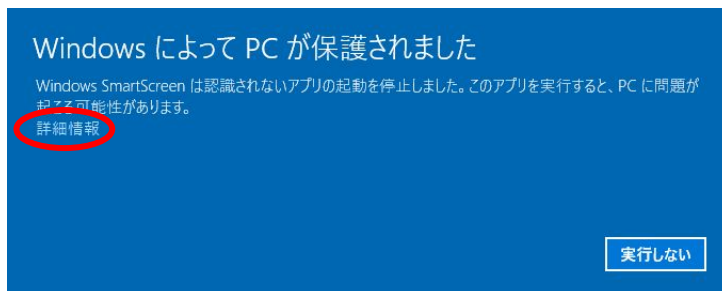 Windows によって PC が保護されました
Windows SmartScreen は認識されないアプリの起動を停止しました。このアプリを実行すると、PC に問題が
起こる可能性があります。
詳細情報
実行しない